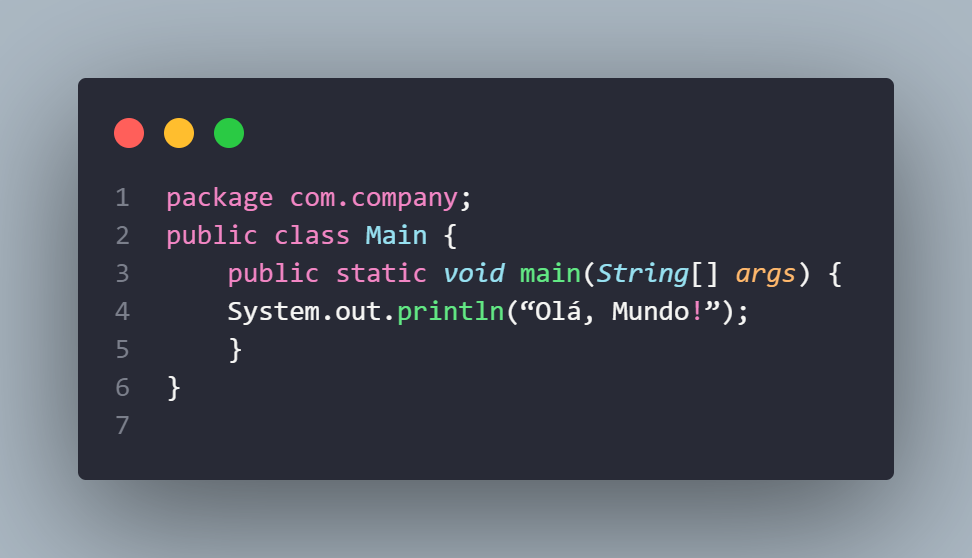 1 package com.company;
2 public class Main {
3     public static void main(String[] args) {
4     System.out.println(“Olá, Mundo!”);
5     }
6 }
7